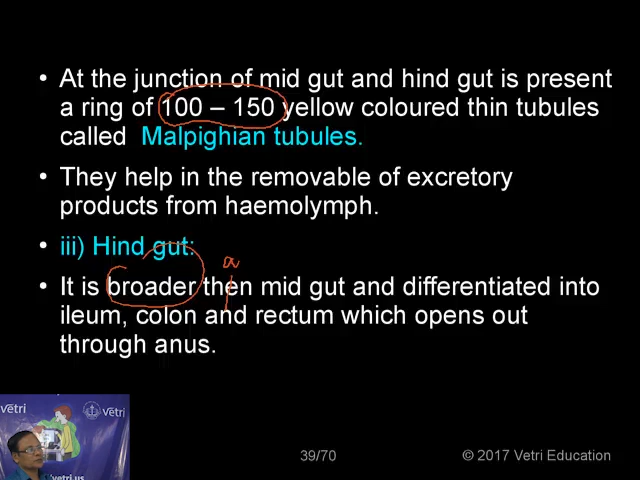 • At the junction of mid gut and hind gut is present
a ring of 100 – 150 yellow coloured thin tubules
called Malpighian tubules.
• They help in the removable of excretory
products from haemolymph.
• iii) Hind gut:
a
• It is broader then mid gut and differentiated into
ileum, colon and rectum which opens out
through anus.
vetri
vetri
vetri.us
39/70
© 2017 Vetri Education